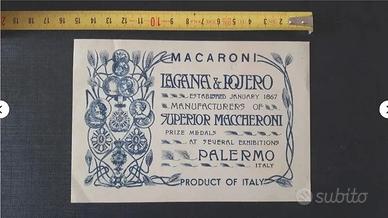 MACARONI
LAGANA & POJERO
ESTABLISHED JANUARY 1867
MANUFACTURERS OF
SUPERIOR MACCHERONI
PRIZE MEDALS
AT SEVERAL EXHIBITIONS
PALERMO
ITALY
PRODUCT OF ITALY
subito